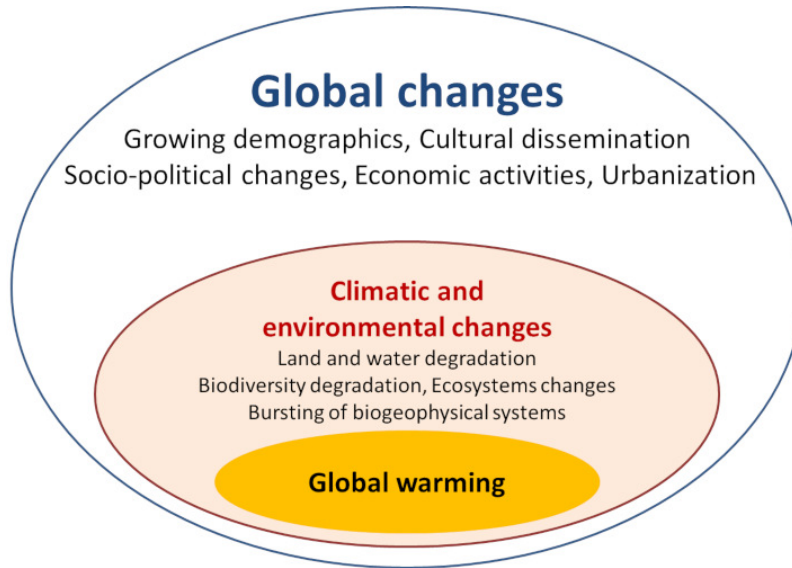 Global changes
Growing demographics, Cultural dissemination
Socio-political changes, Economic activities, Urbanization
Climatic and
environmental changes
Land and water degradation
Biodiversity degradation, Ecosystems changes
Bursting of biogeophysical systems
Global warming